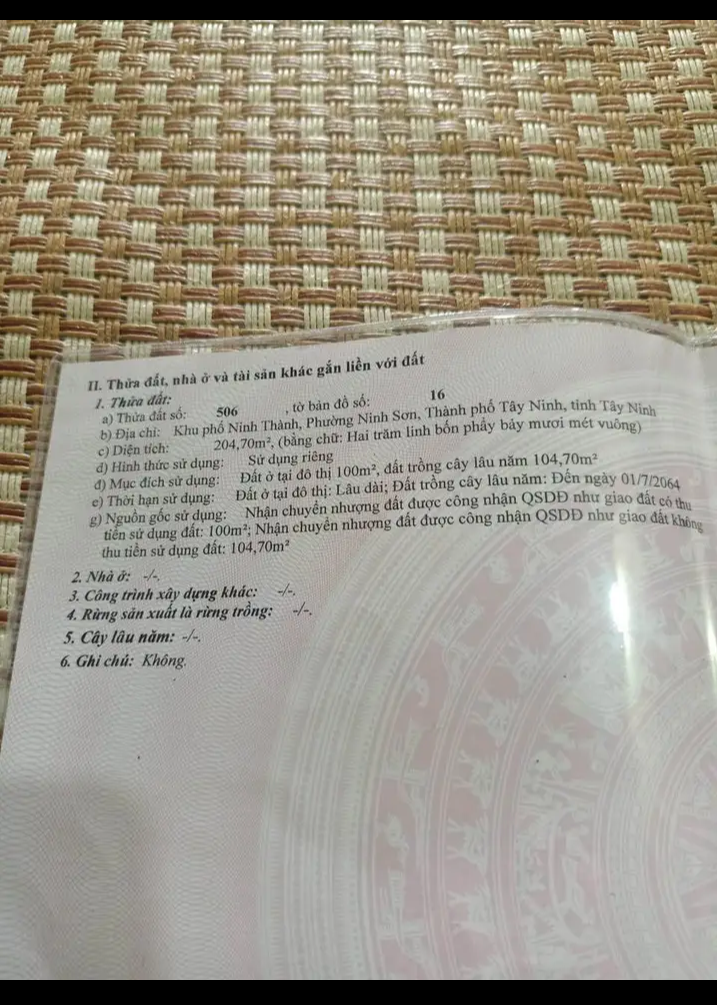 II. Thửa đất, nhà ở và tài sản khác gắn liền với đất
1. Thửa đất:
a) Thửa đất số: 506 , tờ bản đồ số: 16
b) Địa chỉ: Khu phố Ninh Thành, Phường Ninh Sơn, Thành phố Tây Ninh, tỉnh Tây Ninh
c) Diện tích: 204,70m², (bằng chữ: Hai trăm linh bốn phẩy bảy mươi mét vuông)
d) Hình thức sử dụng: Sử dụng riêng
đ) Mục đích sử dụng: Đất ở tại đô thị 100m², đất trồng cây lâu năm 104,70m²
e) Thời hạn sử dụng: Đất ở tại đô thị: Lâu dài; Đất trồng cây lâu năm: Đến ngày 01/7/2064
g) Nguồn gốc sử dụng: Nhận chuyển nhượng đất được công nhận QSDĐ như giao đất có thu
tiền sử dụng đất: 100m²; Nhận chuyển nhượng đất được công nhận QSDĐ như giao đất không
thu tiền sử dụng đất: 104,70m²
2. Nhà ở: -/-.
3. Công trình xây dựng khác: -/-.
4. Rừng sản xuất là rừng trồng: -/-.
5. Cây lâu năm: -/-.
6. Ghi chú: Không.